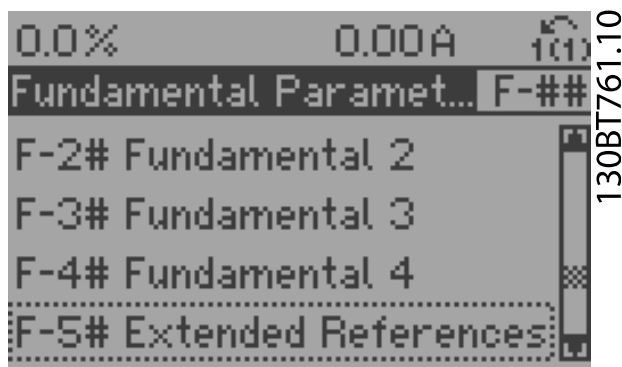 0.0% 0.00A 1(1)
Fundamental Paramet... F-##
F-2# Fundamental 2
F-3# Fundamental 3
F-4# Fundamental 4
F-5# Extended References
130BT761.10